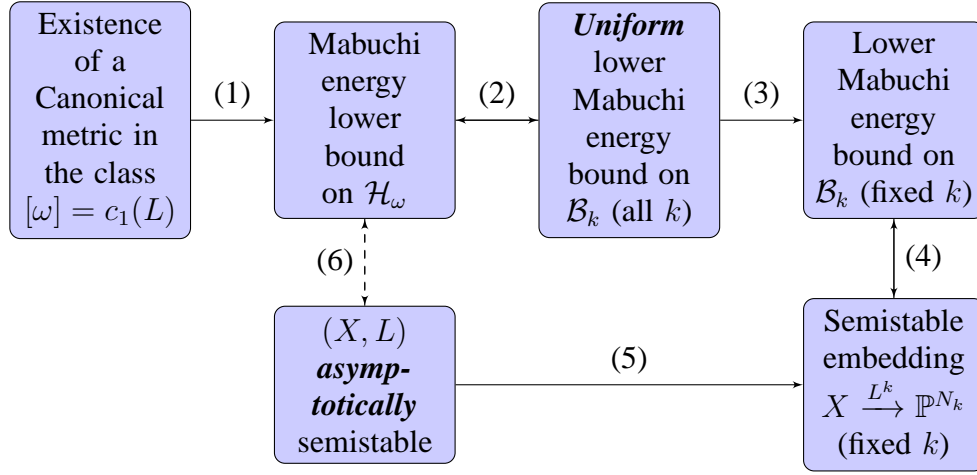 Existence
of a
Canonical
metric in
the class
[ω] = c₁(L)
(1)
Mabuchi
energy
lower
bound
on ℋ_ω
(2)
Uniform
lower
Mabuchi
energy
bound on
ℬ_k (all k)
(3)
Lower
Mabuchi
energy
bound on
ℬ_k (fixed k)
(6)
(4)
(X, L)
asymp-
totically
semistable
(5)
Semistable
embedding
X —L^k→ ℙ^{N_k}
(fixed k)